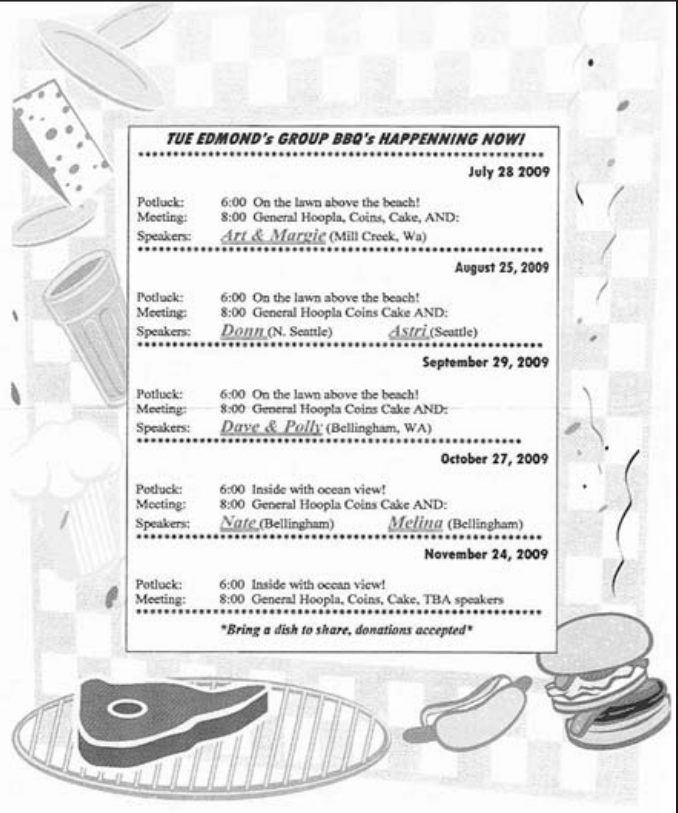 TUE EDMOND's GROUP BBQ's HAPPENNING NOW!
July 28 2009
Potluck: 6:00 On the lawn above the beach!
Meeting: 8:00 General Hoopla, Coins, Cake, AND:
Speakers: Art & Margie (Mill Creek, Wa)
August 25, 2009
Potluck: 6:00 On the lawn above the beach!
Meeting: 8:00 General Hoopla Coins Cake AND:
Speakers: Donn (N. Seattle) Astri (Seattle)
September 29, 2009
Potluck: 6:00 On the lawn above the beach!
Meeting: 8:00 General Hoopla Coins Cake AND:
Speakers: Dave & Polly (Bellingham, WA)
October 27, 2009
Potluck: 6:00 Inside with ocean view!
Meeting: 8:00 General Hoopla Coins Cake AND:
Speakers: Nate (Bellingham) Melina (Bellingham)
November 24, 2009
Potluck: 6:00 Inside with ocean view!
Meeting: 8:00 General Hoopla, Coins, Cake, TBA speakers
*Bring a dish to share, donations accepted*